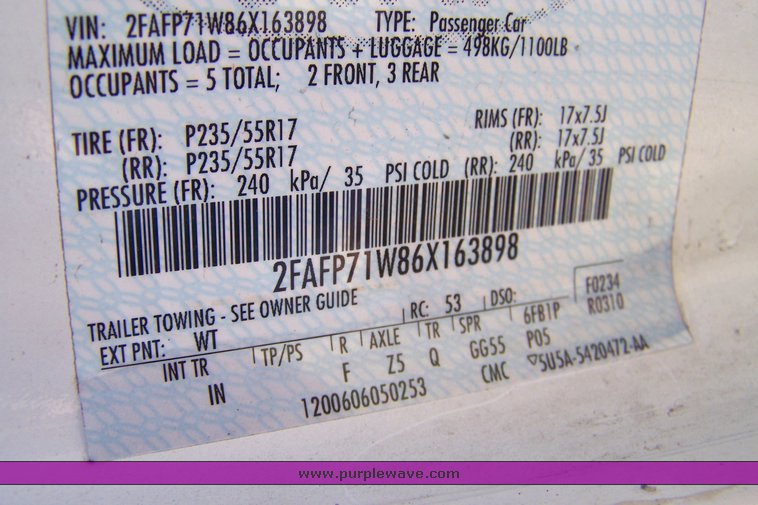 VIN: 2FAFP71W86X163898 TYPE: Passenger Car
MAXIMUM LOAD = OCCUPANTS + LUGGAGE = 498KG/1100LB
OCCUPANTS = 5 TOTAL; 2 FRONT, 3 REAR
TIRE (FR): P235/55R17 RIMS (FR): 17x7.5J
(RR): P235/55R17 (RR): 17x7.5J
PRESSURE (FR): 240 kPa/ 35 PSI COLD (RR): 240 kPa/ 35 PSI COLD
2FAFP71W86X163898
TRAILER TOWING - SEE OWNER GUIDE
EXT PNT: WT RC: 53 DSO: F0234
INT TR TP/PS R AXLE TR SPR 6FB1P R0310
IN F Z5 Q GG55 P05
1200606050253 CMC ▽5U5A-5420472-AA
www.purplewave.com